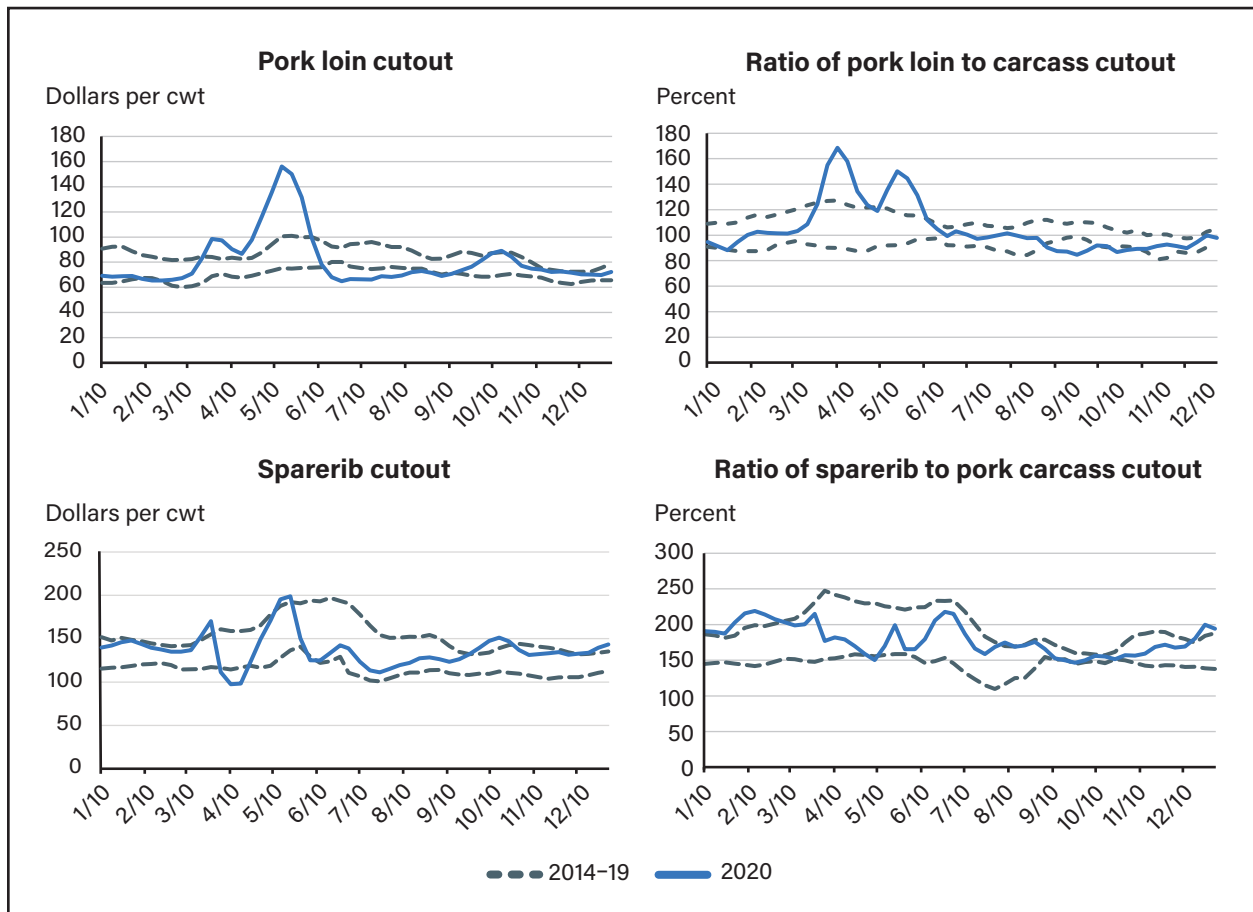 Pork loin cutout
Dollars per cwt
180
160
140
120
100
80
60
40
20
0
1/10 2/10 3/10 4/10 5/10 6/10 7/10 8/10 9/10 10/10 11/10 12/10
Ratio of pork loin to carcass cutout
Percent
180
160
140
120
100
80
60
40
20
0
1/10 2/10 3/10 4/10 5/10 6/10 7/10 8/10 9/10 10/10 11/10 12/10
Sparerib cutout
Dollars per cwt
250
200
150
100
50
0
1/10 2/10 3/10 4/10 5/10 6/10 7/10 8/10 9/10 10/10 11/10 12/10
Ratio of sparerib to pork carcass cutout
Percent
300
250
200
150
100
50
0
1/10 2/10 3/10 4/10 5/10 6/10 7/10 8/10 9/10 10/10 11/10 12/10
2014–19 2020